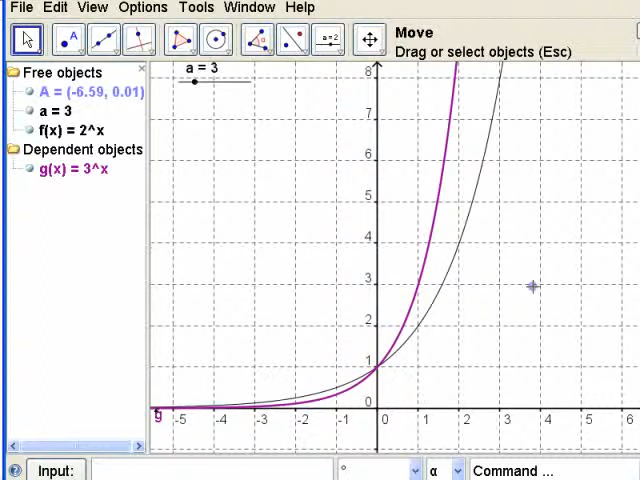 File Edit View Options Tools Window Help
A
α
a=2
Move
Drag or select objects (Esc)
Free objects
A = (-6.59, 0.01)
a = 3
f(x) = 2^x
Dependent objects
g(x) = 3^x
a = 3
8
7
6
5
4
3
2
1
0
-5 -4 -3 -2 -1 0 1 2 3 4 5 6
g
Input: ° α Command ...